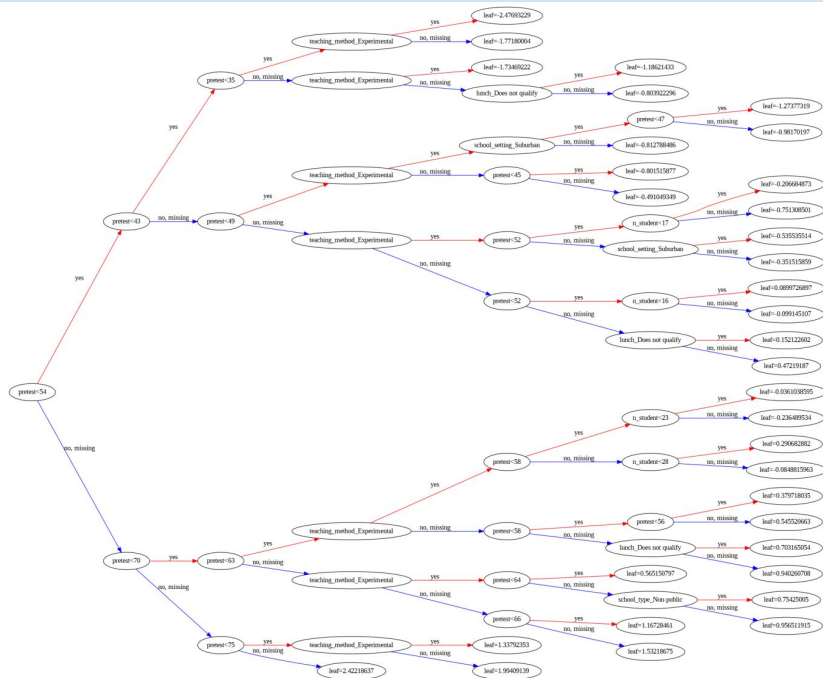 yes
leaf=-2.47693229
teaching_method_Experimental
no, missing
leaf=-1.77180004
yes
pretest<35
no, missing
teaching_method_Experimental
yes
leaf=-1.73469222
no, missing
lunch_Does not qualify
yes
leaf=-1.18621433
no, missing
leaf=-0.803922296
yes
pretest<43
no, missing
pretest<49
yes
teaching_method_Experimental
yes
school_setting_Suburban
yes
pretest<47
yes
leaf=-1.27377319
no, missing
leaf=-0.98170197
no, missing
leaf=-0.812788486
no, missing
pretest<45
yes
leaf=-0.801515877
no, missing
leaf=-0.491049349
no, missing
teaching_method_Experimental
yes
pretest<52
yes
n_student<17
yes
leaf=-0.206684873
no, missing
leaf=-0.751308501
no, missing
school_setting_Suburban
yes
leaf=-0.535535514
no, missing
leaf=-0.351515859
no, missing
pretest<52
yes
n_student<16
yes
leaf=0.0899726897
no, missing
leaf=-0.099145107
no, missing
lunch_Does not qualify
yes
leaf=0.152122602
no, missing
leaf=0.47219187
yes
pretest<54
no, missing
pretest<70
yes
pretest<63
yes
teaching_method_Experimental
yes
pretest<58
yes
n_student<23
yes
leaf=-0.0361038595
no, missing
leaf=-0.236489534
no, missing
n_student<28
yes
leaf=0.290682882
no, missing
leaf=-0.0848815963
no, missing
pretest<58
yes
pretest<56
yes
leaf=0.379718035
no, missing
leaf=0.545520663
no, missing
lunch_Does not qualify
yes
leaf=0.703165054
no, missing
leaf=0.940260708
no, missing
teaching_method_Experimental
yes
pretest<64
yes
leaf=0.565150797
no, missing
school_type_Non-public
yes
leaf=0.75425005
no, missing
leaf=0.956511915
no, missing
pretest<66
yes
leaf=1.16728461
no, missing
leaf=1.53218675
no, missing
pretest<75
yes
teaching_method_Experimental
yes
leaf=1.33792353
no, missing
leaf=1.99409139
no, missing
leaf=2.42218637